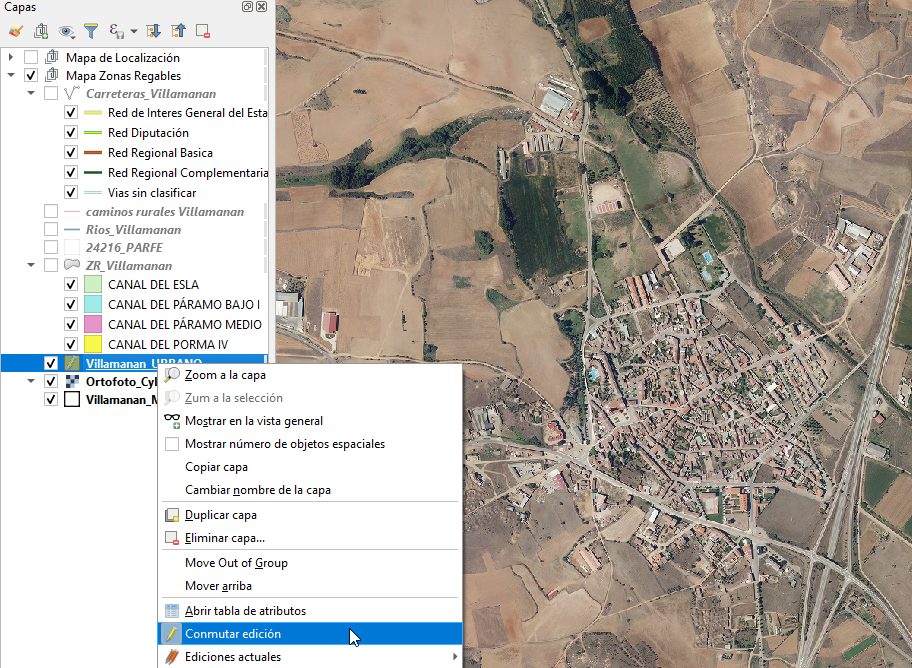 Capas
Mapa de Localización
Mapa Zonas Regables
Carreteras_Villamanan
Red de Interes General del Esta
Red Diputación
Red Regional Basica
Red Regional Complementaria
Vias sin clasificar
caminos rurales Villamanan
Rios_Villamanan
24216_PARFE
ZR_Villamanan
CANAL DEL ESLA
CANAL DEL PÁRAMO BAJO I
CANAL DEL PÁRAMO MEDIO
CANAL DEL PORMA IV
Villamanan_URBANO
Ortofoto_Cyl
Villamanan_M
Zoom a la capa
Zum a la selección
Mostrar en la vista general
Mostrar número de objetos espaciales
Copiar capa
Cambiar nombre de la capa
Duplicar capa
Eliminar capa...
Move Out of Group
Mover arriba
Abrir tabla de atributos
Conmutar edición
Ediciones actuales